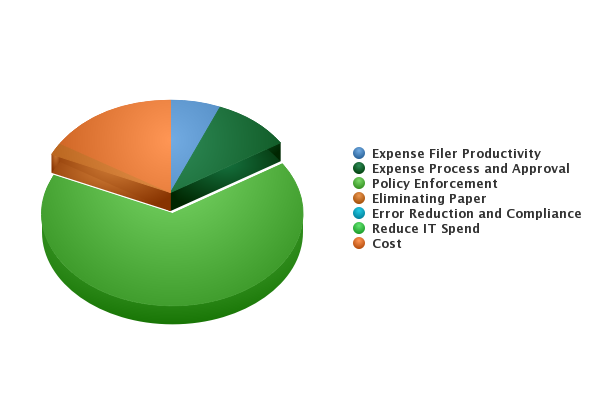 Expense Filer Productivity
Expense Process and Approval
Policy Enforcement
Eliminating Paper
Error Reduction and Compliance
Reduce IT Spend
Cost